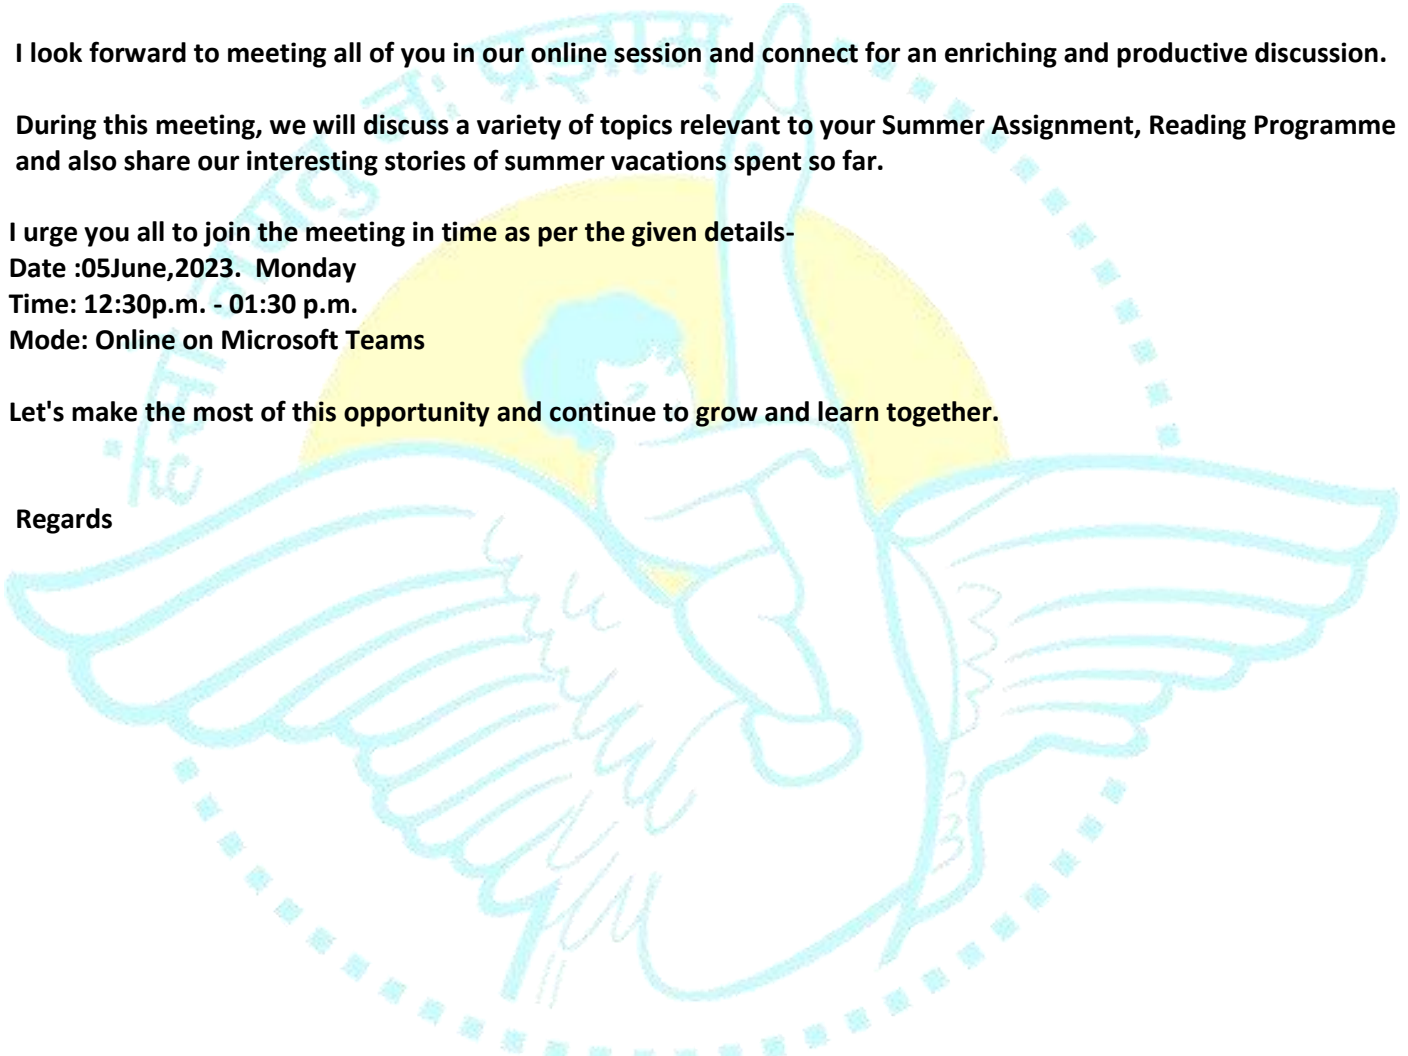 I look forward to meeting all of you in our online session and connect for an enriching and productive discussion.
During this meeting, we will discuss a variety of topics relevant to your Summer Assignment, Reading Programme
and also share our interesting stories of summer vacations spent so far.
I urge you all to join the meeting in time as per the given details-
Date :05June,2023.  Monday
Time: 12:30p.m. - 01:30 p.m.
Mode: Online on Microsoft Teams
Let's make the most of this opportunity and continue to grow and learn together.
Regards